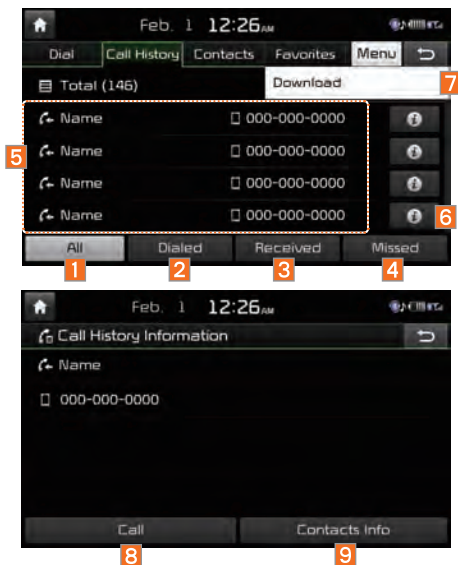 Feb. 1 12:26AM
Dial Call History Contacts Favorites Menu
Total (146) Download 7
Name 000-000-0000
Name 000-000-0000
5
Name 000-000-0000
Name 000-000-0000 6
All Dialed Received Missed
1 2 3 4
Feb. 1 12:26AM
Call History Information
Name
000-000-0000
Call Contacts Info
8 9